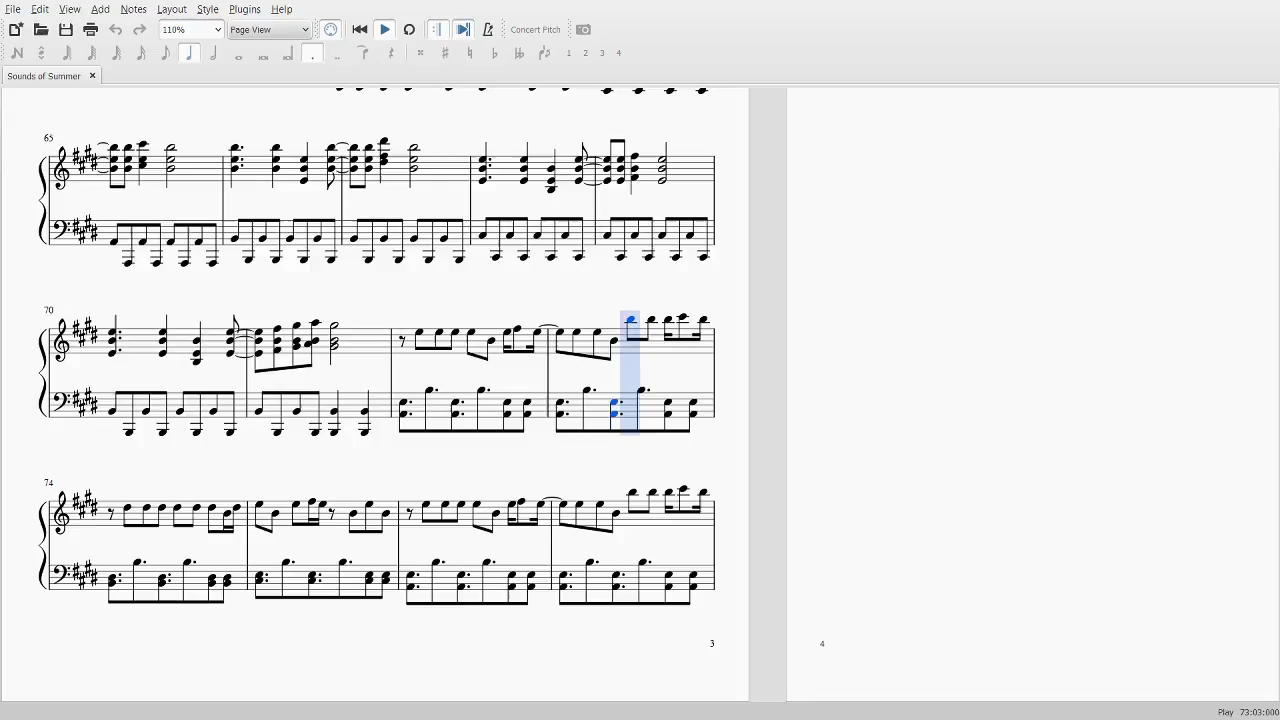 File Edit View Add Notes Layout Style Plugins Help
110% Page View Concert Pitch
1 2 3 4
Sounds of Summer
65
70
74
3
4
Play 73:03:000